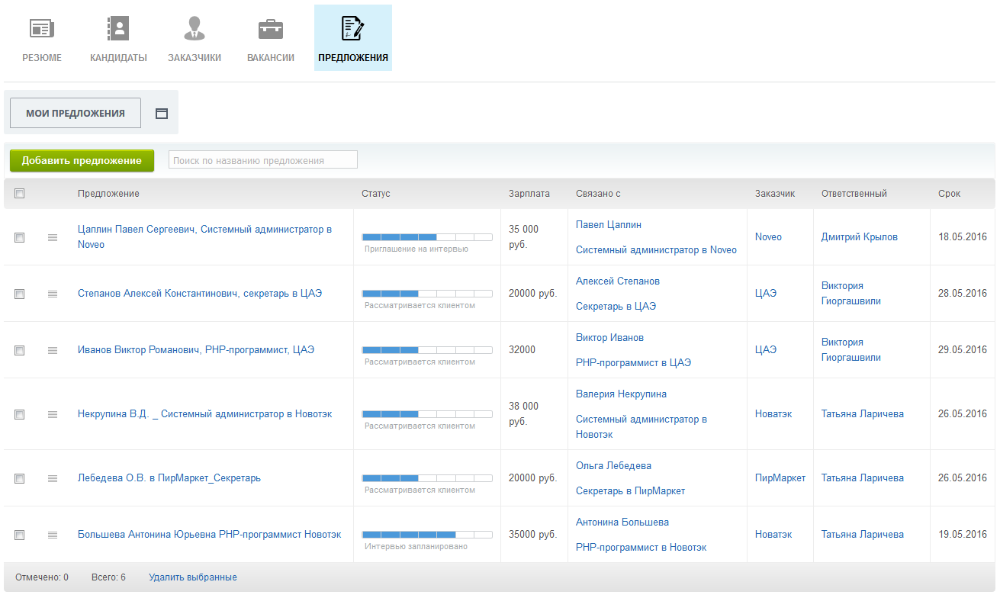 РЕЗЮМЕ КАНДИДАТЫ ЗАКАЗЧИКИ ВАКАНСИИ ПРЕДЛОЖЕНИЯ
МОИ ПРЕДЛОЖЕНИЯ
Добавить предложение Поиск по названию предложения
Предложение Статус Зарплата Связано с Заказчик Ответственный Срок
Цаплин Павел Сергеевич, Системный администратор в
Noveo
Приглашение на интервью
35 000
руб.
Павел Цаплин
Системный администратор в Noveo
Noveo
Дмитрий Крылов
18.05.2016
Степанов Алексей Константинович, секретарь в ЦАЭ
Рассматривается клиентом
20000 руб.
Алексей Степанов
Секретарь в ЦАЭ
ЦАЭ
Виктория
Гиоргашвили
28.05.2016
Иванов Виктор Романович, PHP-программист, ЦАЭ
Рассматривается клиентом
32000
Виктор Иванов
PHP-программист в ЦАЭ
ЦАЭ
Виктория
Гиоргашвили
29.05.2016
Некрупина В.Д. _ Системный администратор в Новотэк
Рассматривается клиентом
38 000
руб.
Валерия Некрупина
Системный администратор в
Новотэк
Новатэк
Татьяна Ларичева
26.05.2016
Лебедева О.В. в ПирМаркет_Секретарь
Рассматривается клиентом
20000 руб.
Ольга Лебедева
Секретарь в ПирМаркет
ПирМаркет
Татьяна Ларичева
26.05.2016
Большева Антонина Юрьевна PHP-программист Новотэк
Интервью запланировано
35000 руб.
Антонина Большева
PHP-программист в Новотэк
Новатэк
Татьяна Ларичева
19.05.2016
Отмечено: 0 Всего: 6 Удалить выбранные